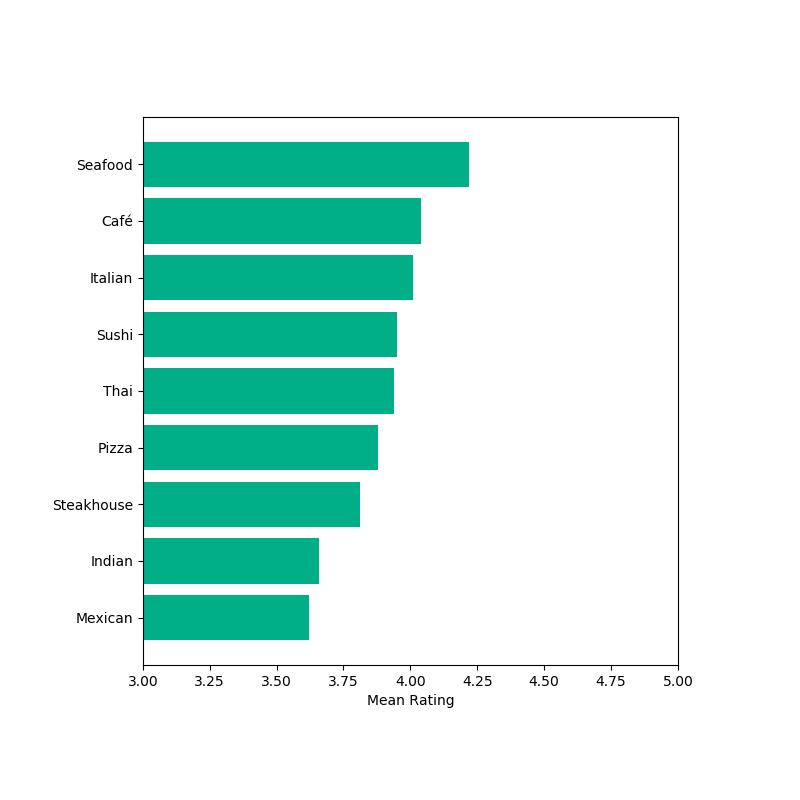 Seafood
Café
Italian
Sushi
Thai
Pizza
Steakhouse
Indian
Mexican
3.00 3.25 3.50 3.75 4.00 4.25 4.50 4.75 5.00
Mean Rating